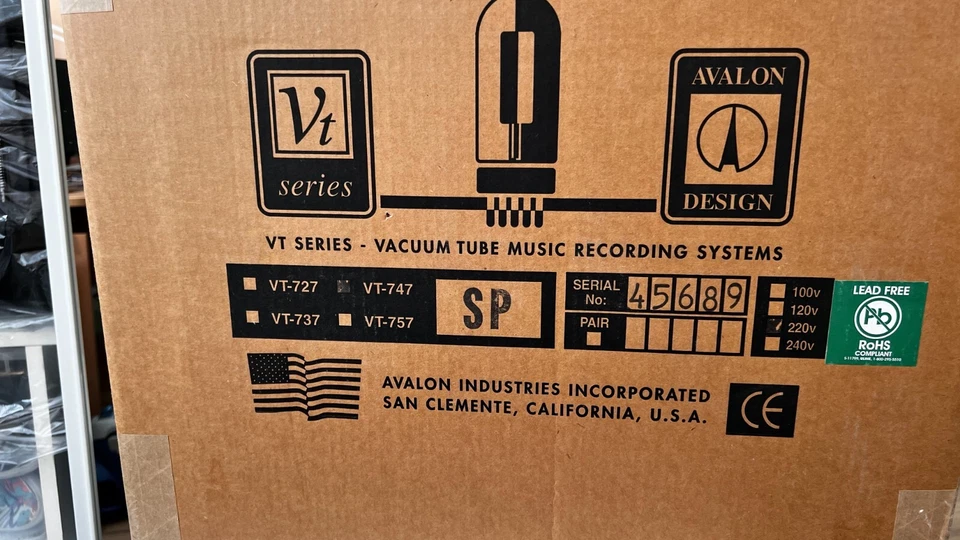 Vt
series
AVALON
DESIGN
VT SERIES - VACUUM TUBE MUSIC RECORDING SYSTEMS
VT-727 VT-747
VT-737 VT-757
SP
SERIAL
No: 45689
PAIR
100v
120v
220v
240v
LEAD FREE
Pb
RoHS
COMPLIANT
AVALON INDUSTRIES INCORPORATED
SAN CLEMENTE, CALIFORNIA, U.S.A.
CE